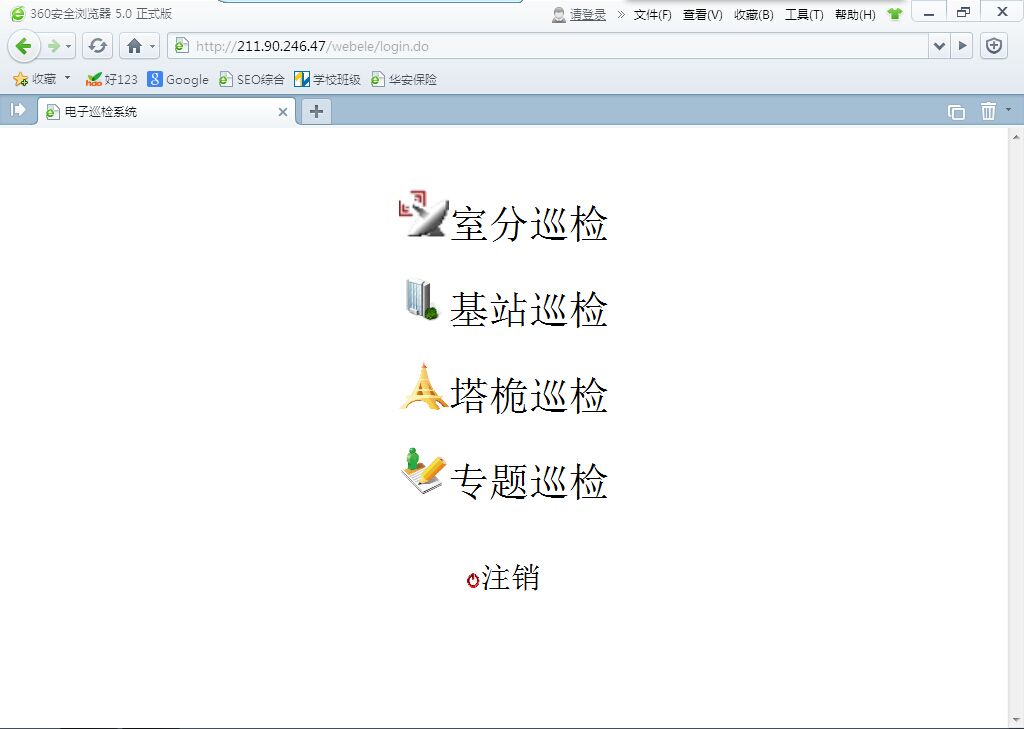 360安全浏览器 5.0 正式版
请登录 » 文件(F) 查看(V) 收藏(B) 工具(T) 帮助(H)
http://211.90.246.47/webele/login.do
收藏 好123 Google SEO综合 学校班级 华安保险
电子巡检系统
室分巡检
基站巡检
塔桅巡检
专题巡检
注销